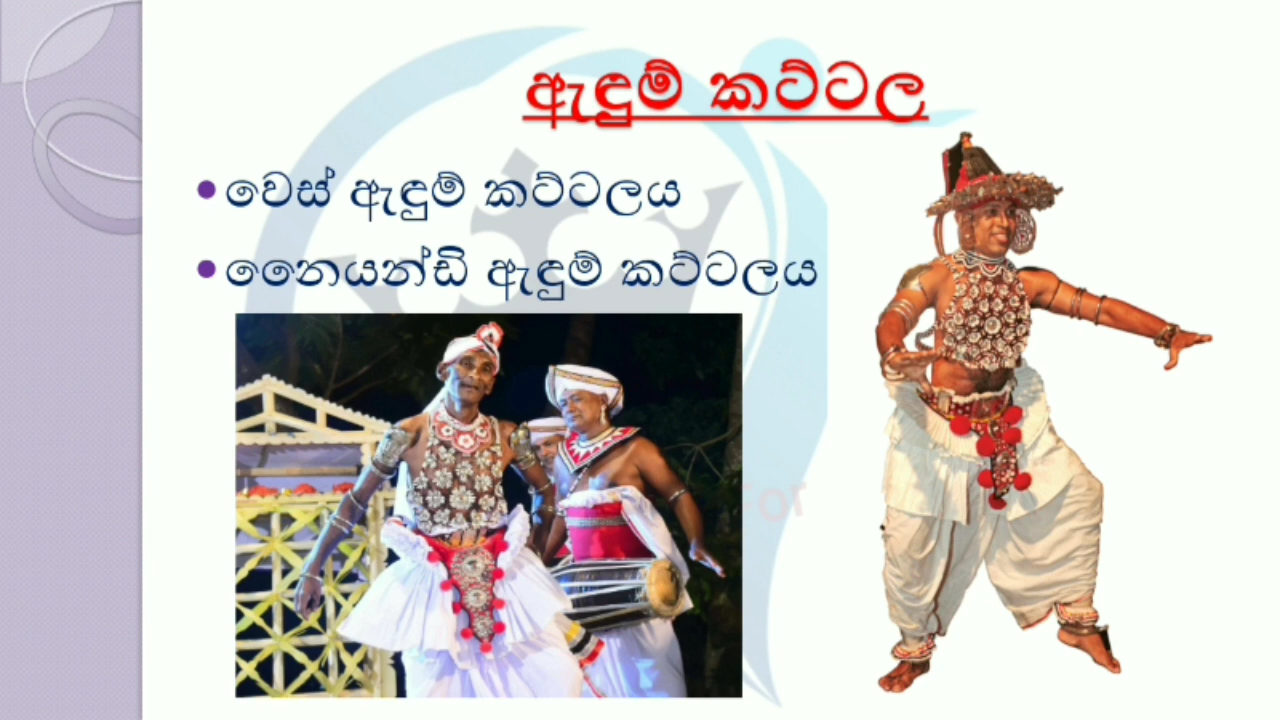 ඇඳුම් කට්ටල
වෙස් ඇඳුම් කට්ටලය
නෛයන්ඩි ඇඳුම් කට්ටලය